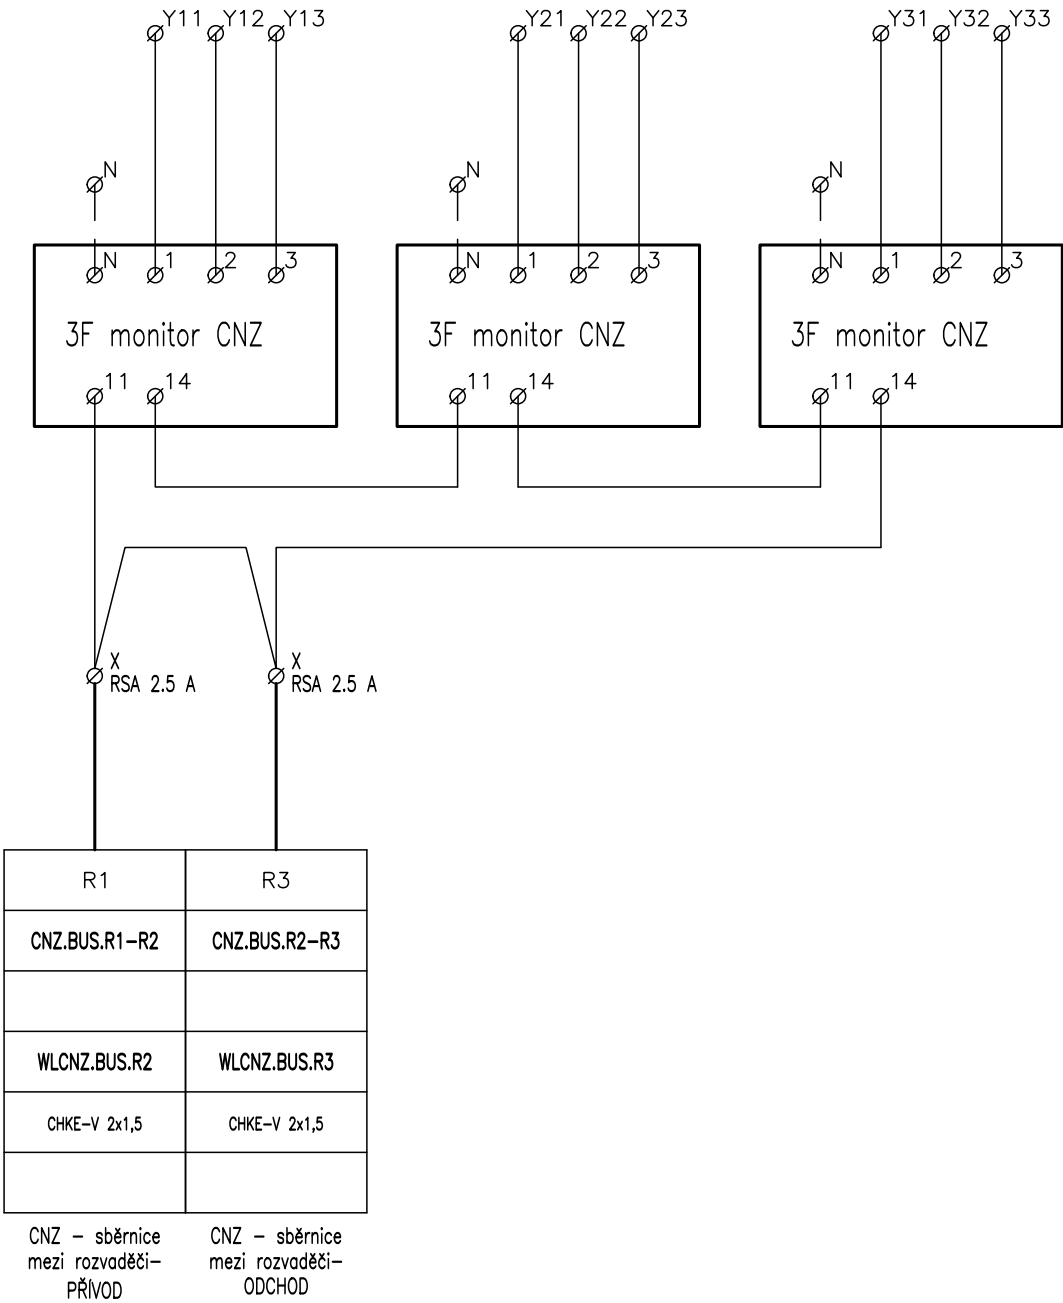 Y11 Y12 Y13 Y21 Y22 Y23 Y31 Y32 Y33
N N N
N 1 2 3 N 1 2 3 N 1 2 3
3F monitor CNZ 3F monitor CNZ 3F monitor CNZ
11 14 11 14 11 14
X X
RSA 2.5 A RSA 2.5 A
R1 R3
CNZ.BUS.R1-R2 CNZ.BUS.R2-R3
WLCNZ.BUS.R2 WLCNZ.BUS.R3
CHKE-V 2x1,5 CHKE-V 2x1,5
CNZ - sběrnice
mezi rozvaděči-
PŘÍVOD
CNZ - sběrnice
mezi rozvaděči-
ODCHOD